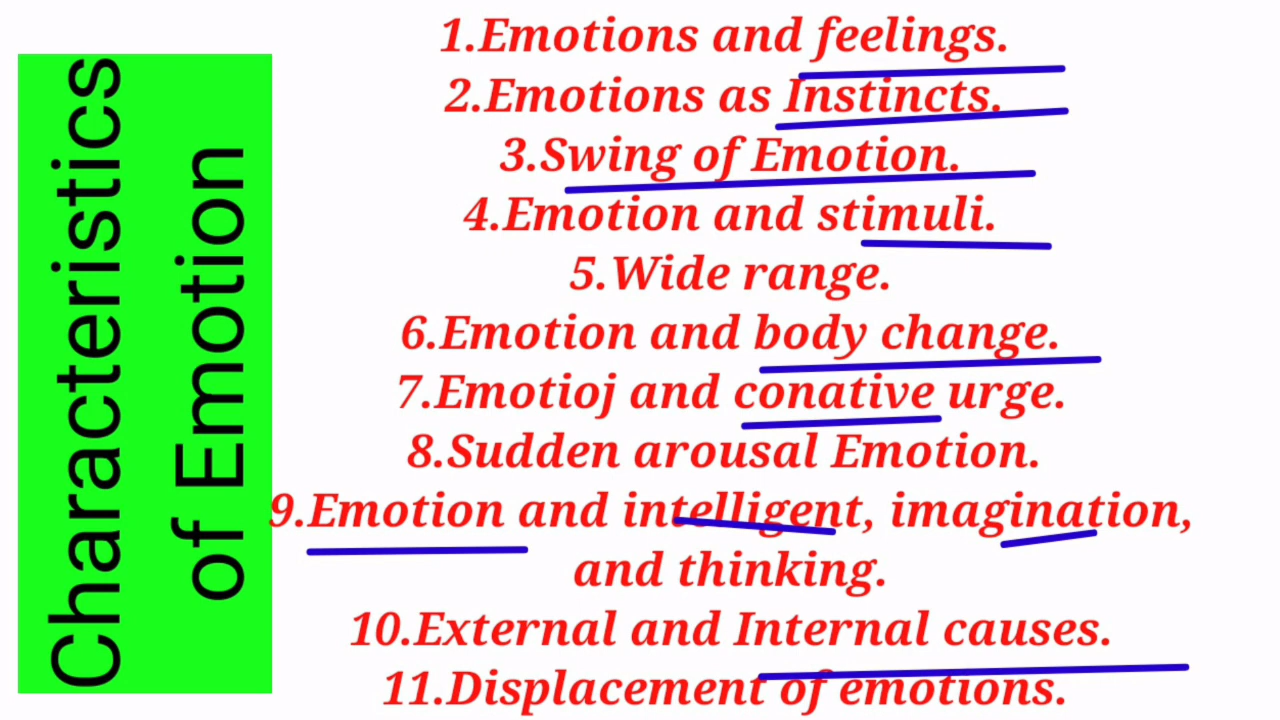 Characteristics
of Emotion
1.Emotions and feelings.
2.Emotions as Instincts.
3.Swing of Emotion.
4.Emotion and stimuli.
5.Wide range.
6.Emotion and body change.
7.Emotioj and conative urge.
8.Sudden arousal Emotion.
9.Emotion and intelligent, imagination,
and thinking.
10.External and Internal causes.
11.Displacement of emotions.